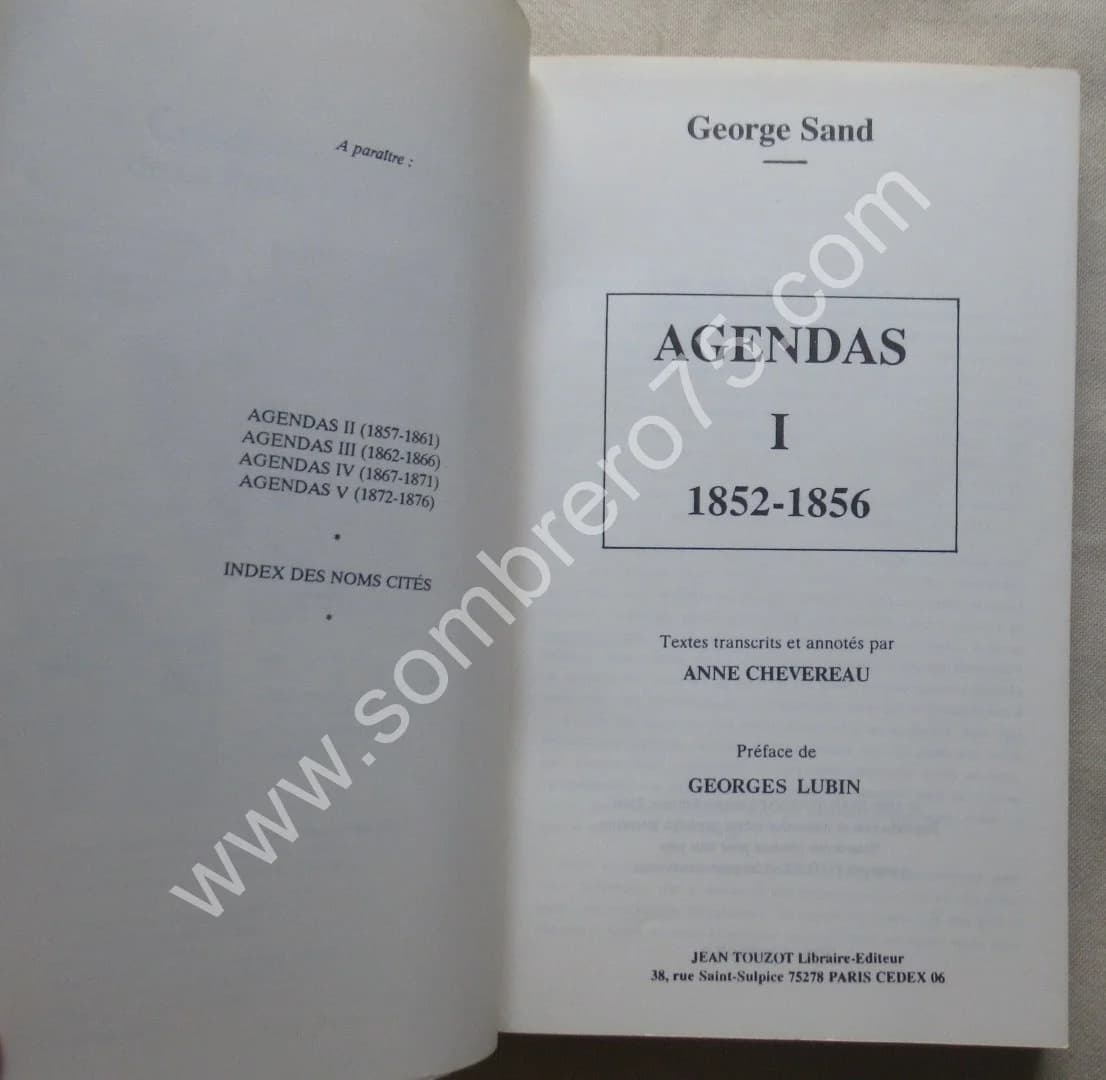 A paraître :
AGENDAS II (1857-1861)
AGENDAS III (1862-1866)
AGENDAS IV (1867-1871)
AGENDAS V (1872-1876)
*
INDEX DES NOMS CITÉS
*
George Sand
AGENDAS
I
1852-1856
Textes transcrits et annotés par
ANNE CHEVEREAU
Préface de
GEORGES LUBIN
JEAN TOUZOT Libraire-Editeur
38, rue Saint-Sulpice 75278 PARIS CEDEX 06
www.sombrero75.com